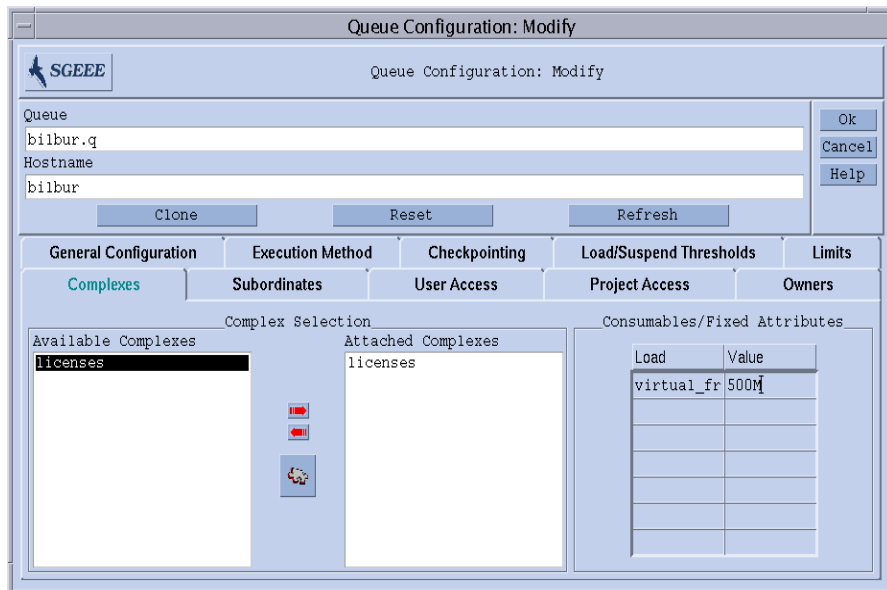 Queue Configuration: Modify
SGEEE
Queue Configuration: Modify
Queue
bilbur.q
Hostname
bilbur
Ok
Cancel
Help
Clone Reset Refresh
General Configuration Execution Method Checkpointing Load/Suspend Thresholds Limits
Complexes Subordinates User Access Project Access Owners
Complex Selection
Available Complexes
licenses
Attached Complexes
licenses
Consumables/Fixed Attributes
Load Value
virtual_fr 500M